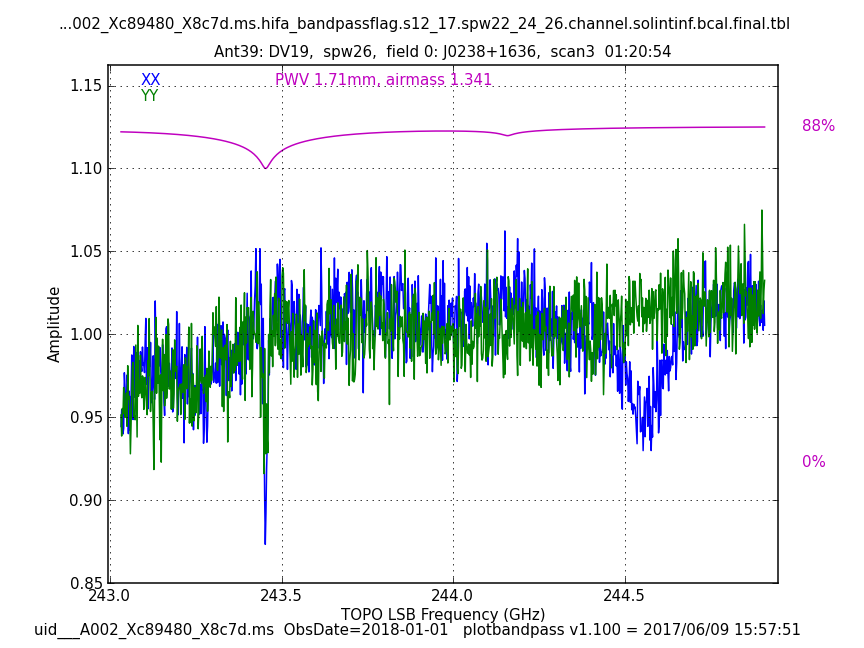 ...002_Xc89480_X8c7d.ms.hifa_bandpassflag.s12_17.spw22_24_26.channel.solintinf.bcal.final.tbl
Ant39: DV19, spw26, field 0: J0238+1636, scan3 01:20:54
XX
YY
PWV 1.71mm, airmass 1.341
1.15
1.10
1.05
1.00
0.95
0.90
0.85
Amplitude
88%
0%
243.0 243.5 244.0 244.5
TOPO LSB Frequency (GHz)
uid___A002_Xc89480_X8c7d.ms ObsDate=2018-01-01 plotbandpass v1.100 = 2017/06/09 15:57:51